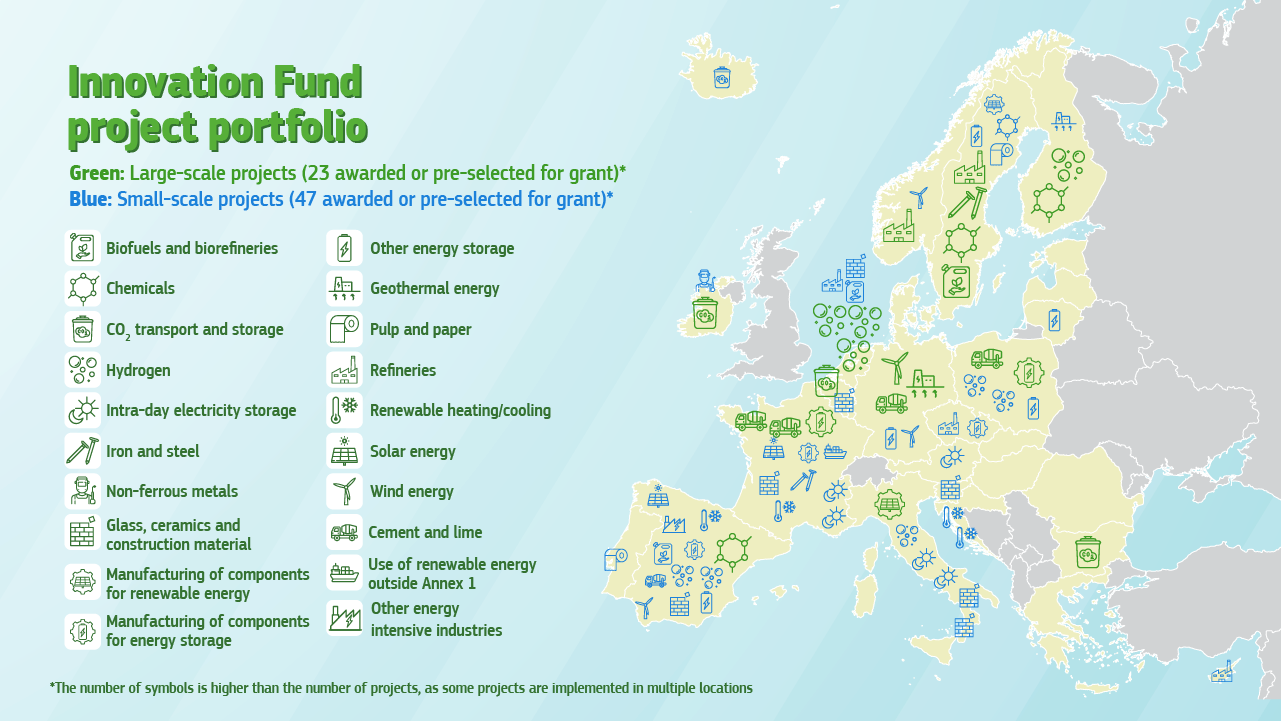 Innovation Fund
project portfolio
Green: Large-scale projects (23 awarded or pre-selected for grant)*
Blue: Small-scale projects (47 awarded or pre-selected for grant)*
Biofuels and biorefineries
Chemicals
CO2 transport and storage
Hydrogen
Intra-day electricity storage
Iron and steel
Non-ferrous metals
Glass, ceramics and
construction material
Manufacturing of components
for renewable energy
Manufacturing of components
for energy storage
Other energy storage
Geothermal energy
Pulp and paper
Refineries
Renewable heating/cooling
Solar energy
Wind energy
Cement and lime
Use of renewable energy
outside Annex 1
Other energy
intensive industries
*The number of symbols is higher than the number of projects, as some projects are implemented in multiple locations